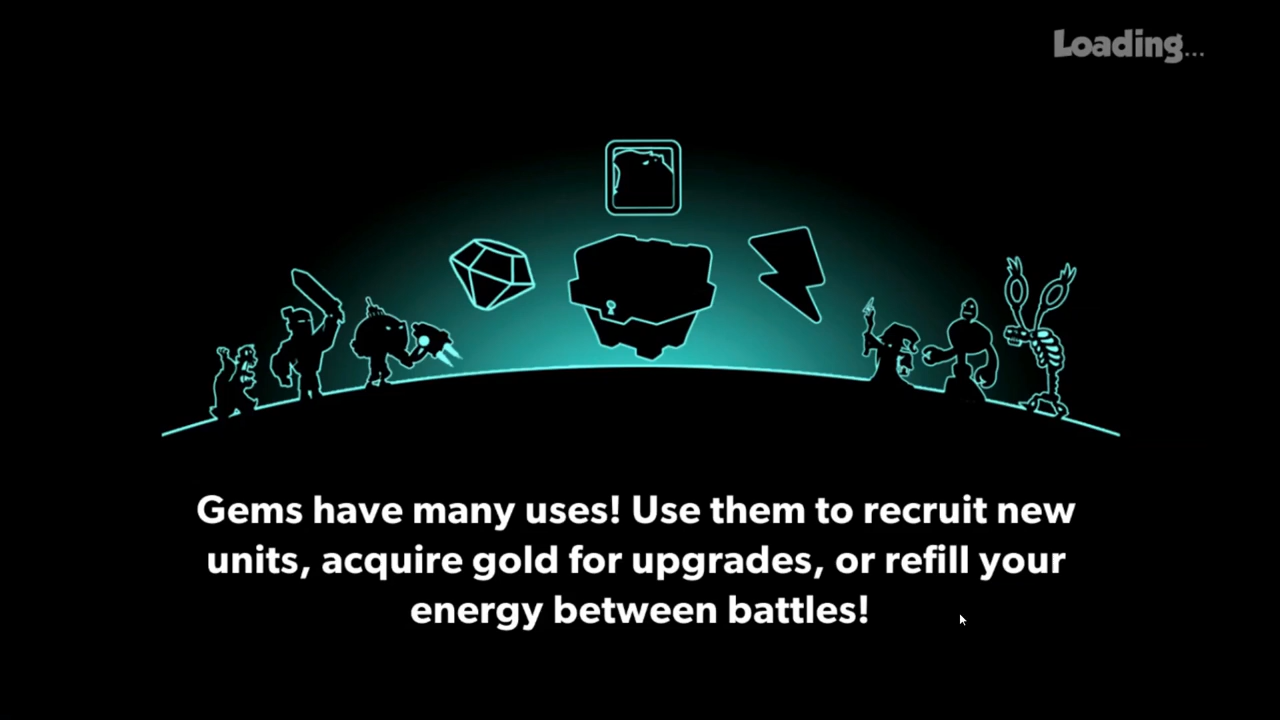 Loading...
Gems have many uses! Use them to recruit new
units, acquire gold for upgrades, or refill your
energy between battles!